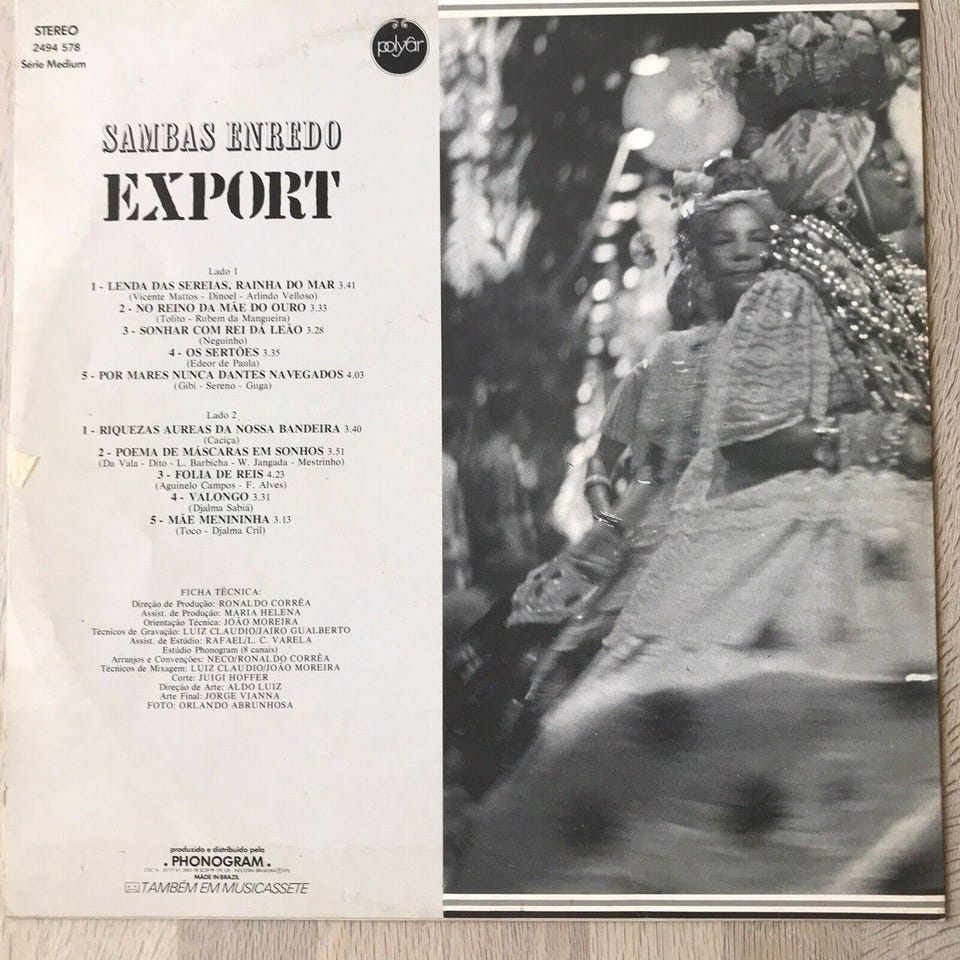 STEREO
2494 578
Série Medium
polyfar
SAMBAS ENREDO
EXPORT
Lado 1
1 - LENDA DAS SEREIAS, RAINHA DO MAR 3.41
(Vicente Mattos - Dinoel - Arlindo Velloso)
2 - NO REINO DA MÃE DO OURO 3.33
(Tolito - Rubem da Mangueira)
3 - SONHAR COM REI DÁ LEÃO 3.28
(Neguinho)
4 - OS SERTÕES 3.35
(Edeor de Paula)
5 - POR MARES NUNCA DANTES NAVEGADOS 4.03
(Gibi - Sereno - Guga)
Lado 2
1 - RIQUEZAS AUREAS DA NOSSA BANDEIRA 3.40
(Caciça)
2 - POEMA DE MÁSCARAS EM SONHOS 3.51
(Da Vala - Dito - L. Barbicha - W. Jangada - Mestrinho)
3 - FOLIA DE REIS 4.23
(Aguinelo Campos - F. Alves)
4 - VALONGO 3.31
(Djalma Sabiá)
5 - MÃE MENININHA 3.13
(Toco - Djalma Cril)
FICHA TÉCNICA:
Direção de Produção: RONALDO CORRÊA
Assist. de Produção: MARIA HELENA
Orientação Técnica: JOÃO MOREIRA
Técnicos de Gravação: LUIZ CLAUDIO/JAIRO GUALBERTO
Assist. de Estúdio: RAFAEL/L. C. VARELA
Estúdio Phonogram (8 canais)
Arranjos e Convenções: NECO/RONALDO CORRÊA
Técnicos de Mixagem: LUIZ CLAUDIO/JOÃO MOREIRA
Corte: JUIGI HOFFER
Direção de Arte: ALDO LUIZ
Arte Final: JORGE VIANNA
FOTO: ORLANDO ABRUNHOSA
produzido e distribuido pela
. PHONOGRAM .
MADE IN BRAZIL
TAMBÉM EM MUSICASSETE